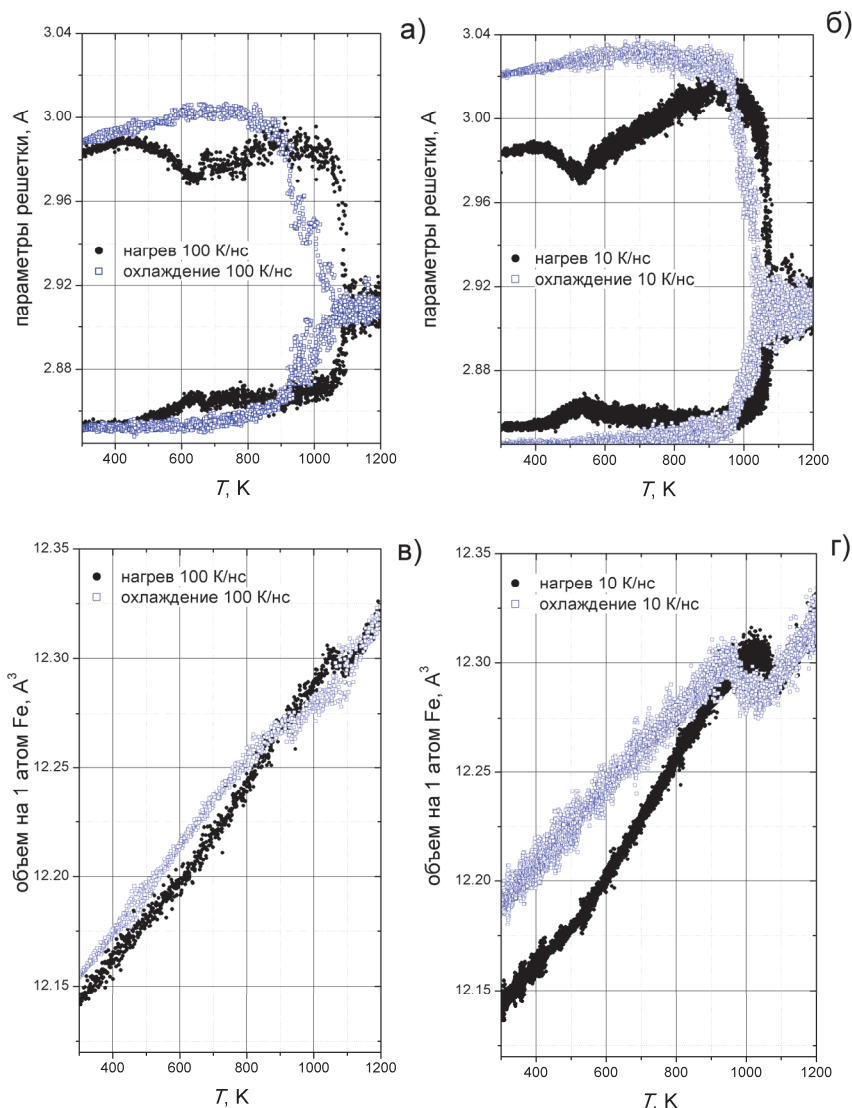 а)
3.04
3.00
2.96
2.92
2.88
параметры решетки, А
нагрев 100 К/нс
охлаждение 100 К/нс
400 600 800 1000 1200
T, K
б)
3.04
3.00
2.96
2.92
2.88
параметры решетки, А
нагрев 10 К/нс
охлаждение 10 К/нс
400 600 800 1000 1200
T, K
в)
12.35
12.30
12.25
12.20
12.15
объем на 1 атом Fe, А³
нагрев 100 К/нс
охлаждение 100 К/нс
400 600 800 1000 1200
T, K
г)
12.35
12.30
12.25
12.20
12.15
объем на 1 атом Fe, А³
нагрев 10 К/нс
охлаждение 10 К/нс
400 600 800 1000 1200
T, K